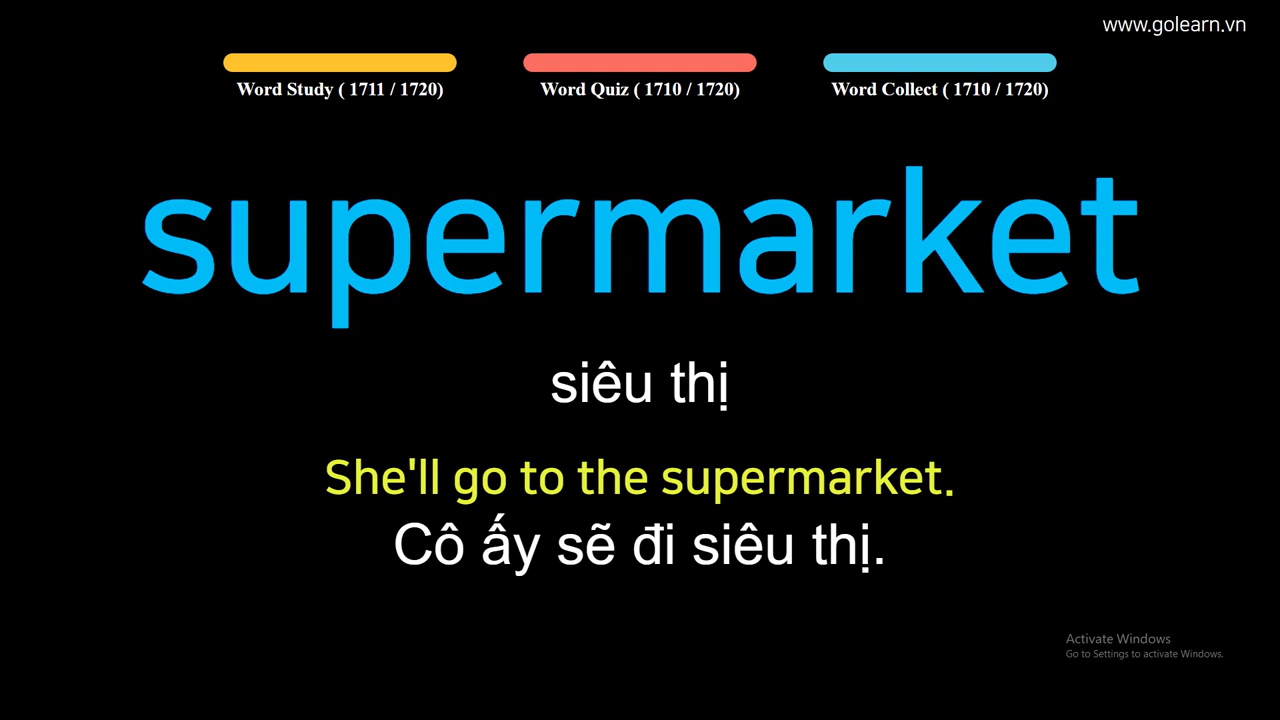 www.golearn.vn
Word Study ( 1711 / 1720)
Word Quiz ( 1710 / 1720)
Word Collect ( 1710 / 1720)
supermarket
siêu thị
She'll go to the supermarket.
Cô ấy sẽ đi siêu thị.
Activate Windows
Go to Settings to activate Windows.